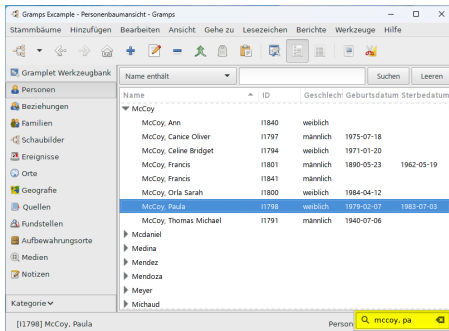 Gramps Excample - Personenbaumansicht - Gramps
Stammbäume Hinzufügen Bearbeiten Ansicht Gehe zu Lesezeichen Berichte Werkzeuge Hilfe
Gramplet Werkzeugbank
Personen
Beziehungen
Familien
Schaubilder
Ereignisse
Orte
Geografie
Quellen
Fundstellen
Aufbewahrungsorte
Medien
Notizen
Kategorie
Name enthält Suchen Leeren
Name ID Geschlecht Geburtsdatum Sterbedatum
McCoy
McCoy, Ann I1840 weiblich
McCoy, Canice Oliver I1797 männlich 1975-07-18
McCoy, Celine Bridget I1794 weiblich 1971-01-20
McCoy, Francis I1801 männlich 1890-05-23 1962-05-19
McCoy, Francis I1841 männlich
McCoy, Orla Sarah I1800 weiblich 1984-04-12
McCoy, Paula I1798 weiblich 1979-02-07 1983-07-03
McCoy, Thomas Michael I1791 männlich 1940-07-06
Mcdaniel
Medina
Mendez
Mendoza
Meyer
Michaud
[I1798] McCoy, Paula Person mccoy, pa